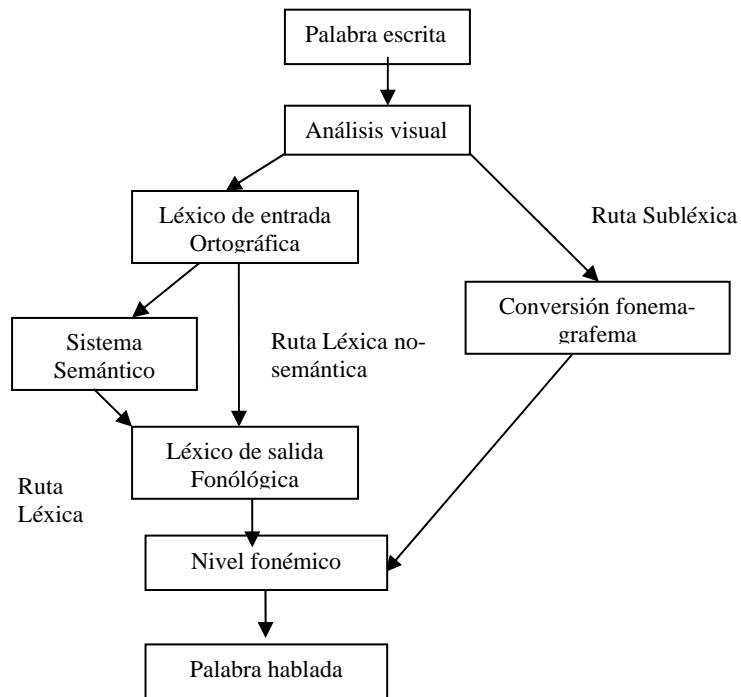 Palabra escrita
Análisis visual
Léxico de entrada
Ortográfica
Ruta Subléxica
Conversión fonema-
grafema
Sistema
Semántico
Ruta Léxica no-
semántica
Léxico de salida
Fonólógica
Ruta
Léxica
Nivel fonémico
Palabra hablada